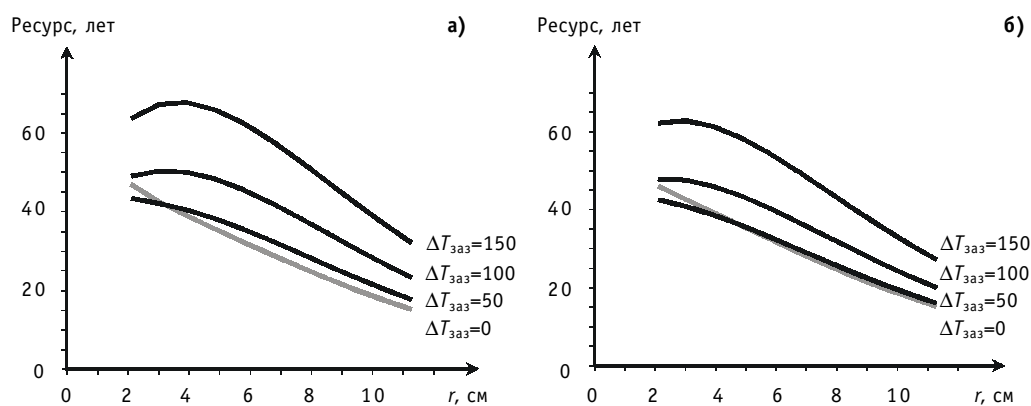 Ресурс, лет
а)
60
40
20
0
0 2 4 6 8 10 r, см
ΔTзаз=150
ΔTзаз=100
ΔTзаз=50
ΔTзаз=0
Ресурс, лет
б)
60
40
20
0
0 2 4 6 8 10 r, см
ΔTзаз=150
ΔTзаз=100
ΔTзаз=50
ΔTзаз=0